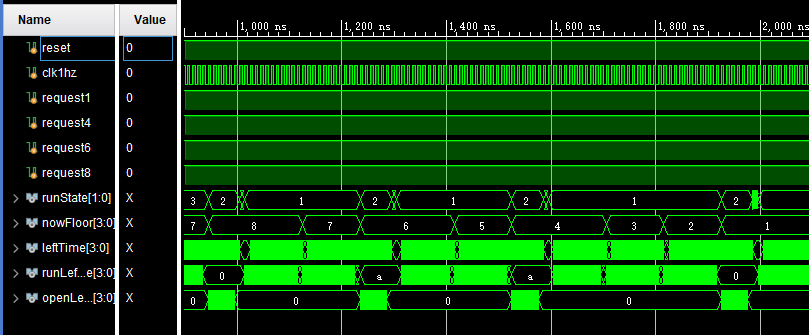 Name Value 1,000 ns 1,200 ns 1,400 ns 1,600 ns 1,800 ns 2,000 ns
reset 0
clk1hz 0
request1 0
request4 0
request6 0
request8 0
runState[1:0] X 3 2 1 2 1 2 1 2
nowFloor[3:0] X 7 8 7 6 5 4 3 2 1
leftTime[3:0] X
runLef...e[3:0] X 0 a a 0
openLe...[3:0] X 0 0 0 0